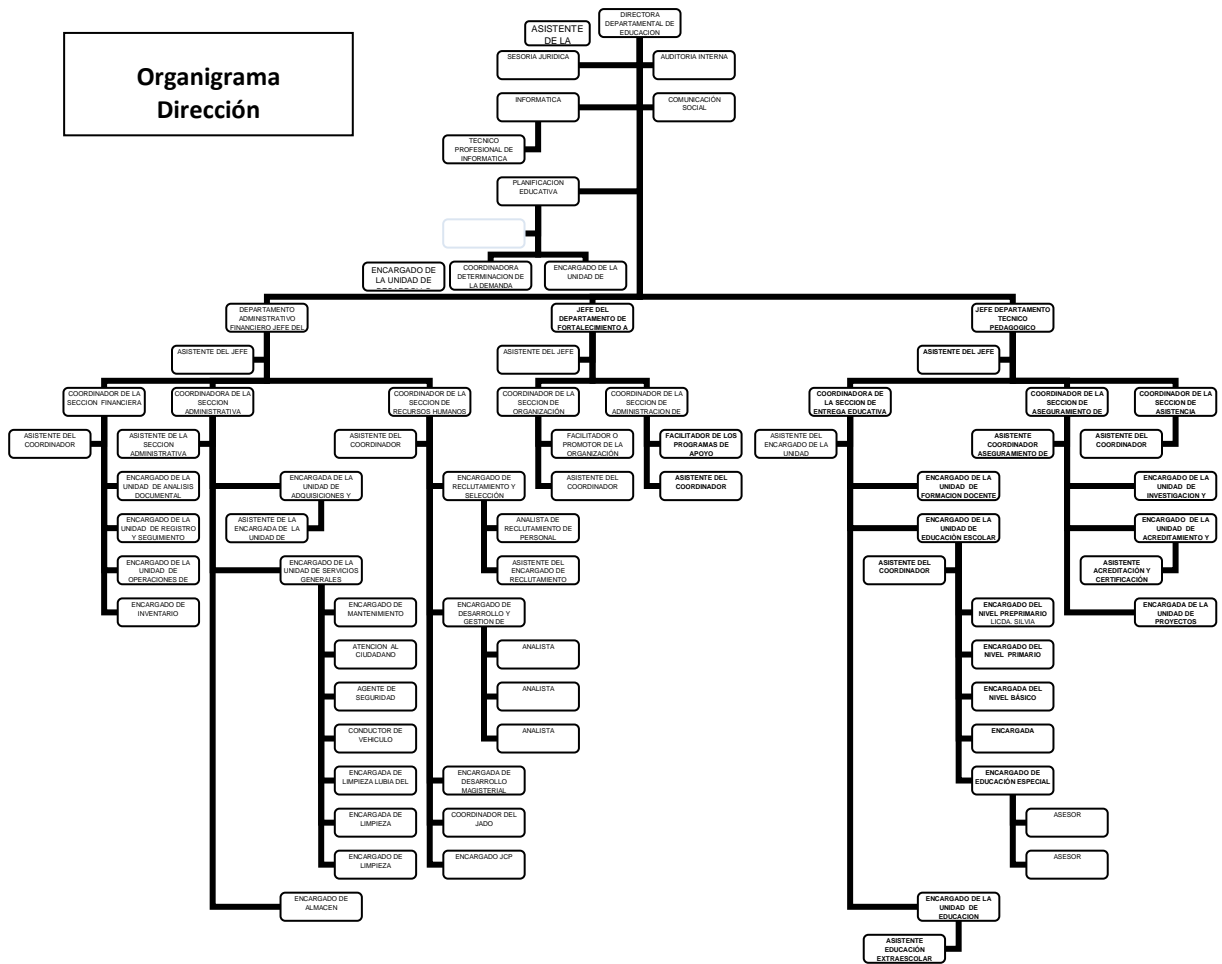 Organigrama
Dirección
DIRECTORA
DEPARTAMENTAL DE
EDUCACION
ASISTENTE
DE LA
SESORIA JURIDICA
AUDITORIA INTERNA
INFORMATICA
COMUNICACIÓN
SOCIAL
TECNICO
PROFESIONAL DE
INFORMATICA
PLANIFICACION
EDUCATIVA
ENCARGADO DE
LA UNIDAD DE
COORDINADORA
DETERMINACION DE
LA DEMANDA
ENCARGADO DE LA
UNIDAD DE
DEPARTAMENTO
ADMINISTRATIVO
FINANCIERO JEFE DEL
JEFE DEL
DEPARTAMENTO DE
FORTALECIMIENTO A
JEFE DEPARTAMENTO
TECNICO
PEDAGOGICO
ASISTENTE DEL JEFE
ASISTENTE DEL JEFE
ASISTENTE DEL JEFE
COORDINADOR DE LA
SECCION FINANCIERA
COORDINADORA DE LA
SECCION
ADMINISTRATIVA
COORDINADOR DE LA
SECCION DE
RECURSOS HUMANOS
COORDINADOR DE LA
SECCION DE
ORGANIZACIÓN
COORDINADOR DE LA
SECCION DE
ADMINISTRACION DE
COORDINADORA DE
LA SECCION DE
ENTREGA EDUCATIVA
COORDINADOR DE LA
SECCION DE
ASEGURAMIENTO DE
COORDINADOR DE LA
SECCION DE
ASISTENCIA
ASISTENTE DEL
COORDINADOR
ASISTENTE DE LA
SECCION
ADMINISTRATIVA
ASISTENTE DEL
COORDINADOR
FACILITADOR O
PROMOTOR DE LA
ORGANIZACIÓN
FACILITADOR DE LOS
PROGRAMAS DE
APOYO
ASISTENTE DEL
ENCARGADO DE LA
UNIDAD
ASISTENTE
COORDINADOR
ASEGURAMIENTO DE
ASISTENTE DEL
COORDINADOR
ENCARGADO DE LA
UNIDAD DE ANALISIS
DOCUMENTAL
ENCARGADA DE LA
UNIDAD DE
ADQUISICIONES Y
ENCARGADO DE
RECLUTAMIENTO Y
SELECCIÓN
ASISTENTE DEL
COORDINADOR
ASISTENTE DEL
COORDINADOR
ENCARGADO DE LA
UNIDAD DE
FORMACION DOCENTE
ENCARGADO DE LA
UNIDAD DE
INVESTIGACION Y
ENCARGADO DE LA
UNIDAD DE REGISTRO
Y SEGUIMIENTO
ASISTENTE DE LA
ENCARGADA DE LA
UNIDAD DE
ANALISTA DE
RECLUTAMIENTO DE
PERSONAL
ENCARGADO DE LA
UNIDAD DE
EDUCACIÓN ESCOLAR
ENCARGADO DE LA
UNIDAD DE
ACREDITAMIENTO Y
ENCARGADO DE LA
UNIDAD DE
OPERACIONES DE
ENCARGADO DE LA
UNIDAD DE SERVICIOS
GENERALES
ASISTENTE DEL
ENCARGADO DE
RECLUTAMIENTO
ASISTENTE DEL
COORDINADOR
ASISTENTE
ACREDITACIÓN Y
CERTIFICACIÓN
ENCARGADO DE
INVENTARIO
ENCARGADO DE
MANTENIMIENTO
ENCARGADO DE
DESARROLLO Y
GESTION DE
ENCARGADO DEL
NIVEL PREPRIMARIO
LICDA. SILVIA
ENCARGADA DE LA
UNIDAD DE
PROYECTOS
ATENCION AL
CIUDADANO
ANALISTA
ENCARGADO DEL
NIVEL PRIMARIO
AGENTE DE
SEGURIDAD
ANALISTA
ENCARGADA DEL
NIVEL BÁSICO
CONDUCTOR DE
VEHICULO
ANALISTA
ENCARGADA
ENCARGADA DE
LIMPIEZA LUBIA DEL
ENCARGADA DE
DESARROLLO
MAGISTERIAL
ENCARGADO DE
EDUCACIÓN ESPECIAL
ENCARGADA DE
LIMPIEZA
COORDINADOR DEL
JADO
ASESOR
ENCARGADO DE
LIMPIEZA
ENCARGADO JCP
ASESOR
ENCARGADO DE
ALMACEN
ENCARGADO DE LA
UNIDAD DE
EDUCACION
ASISTENTE
EDUCACIÓN
EXTRAESCOLAR